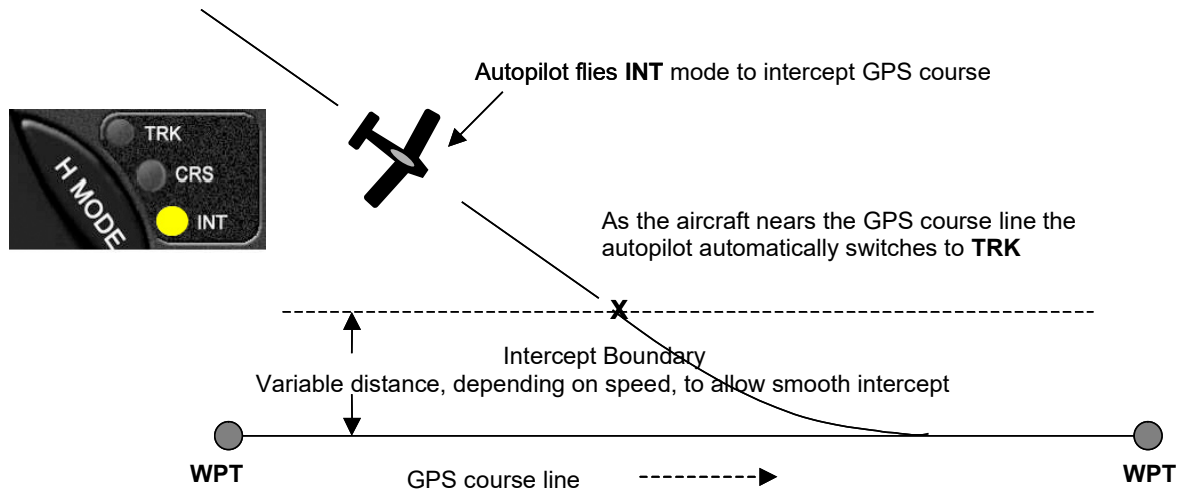 Autopilot flies INT mode to intercept GPS course
TRK
CRS
INT
H MODE
As the aircraft nears the GPS course line the
autopilot automatically switches to TRK
X
Intercept Boundary
Variable distance, depending on speed, to allow smooth intercept
WPT
WPT
GPS course line